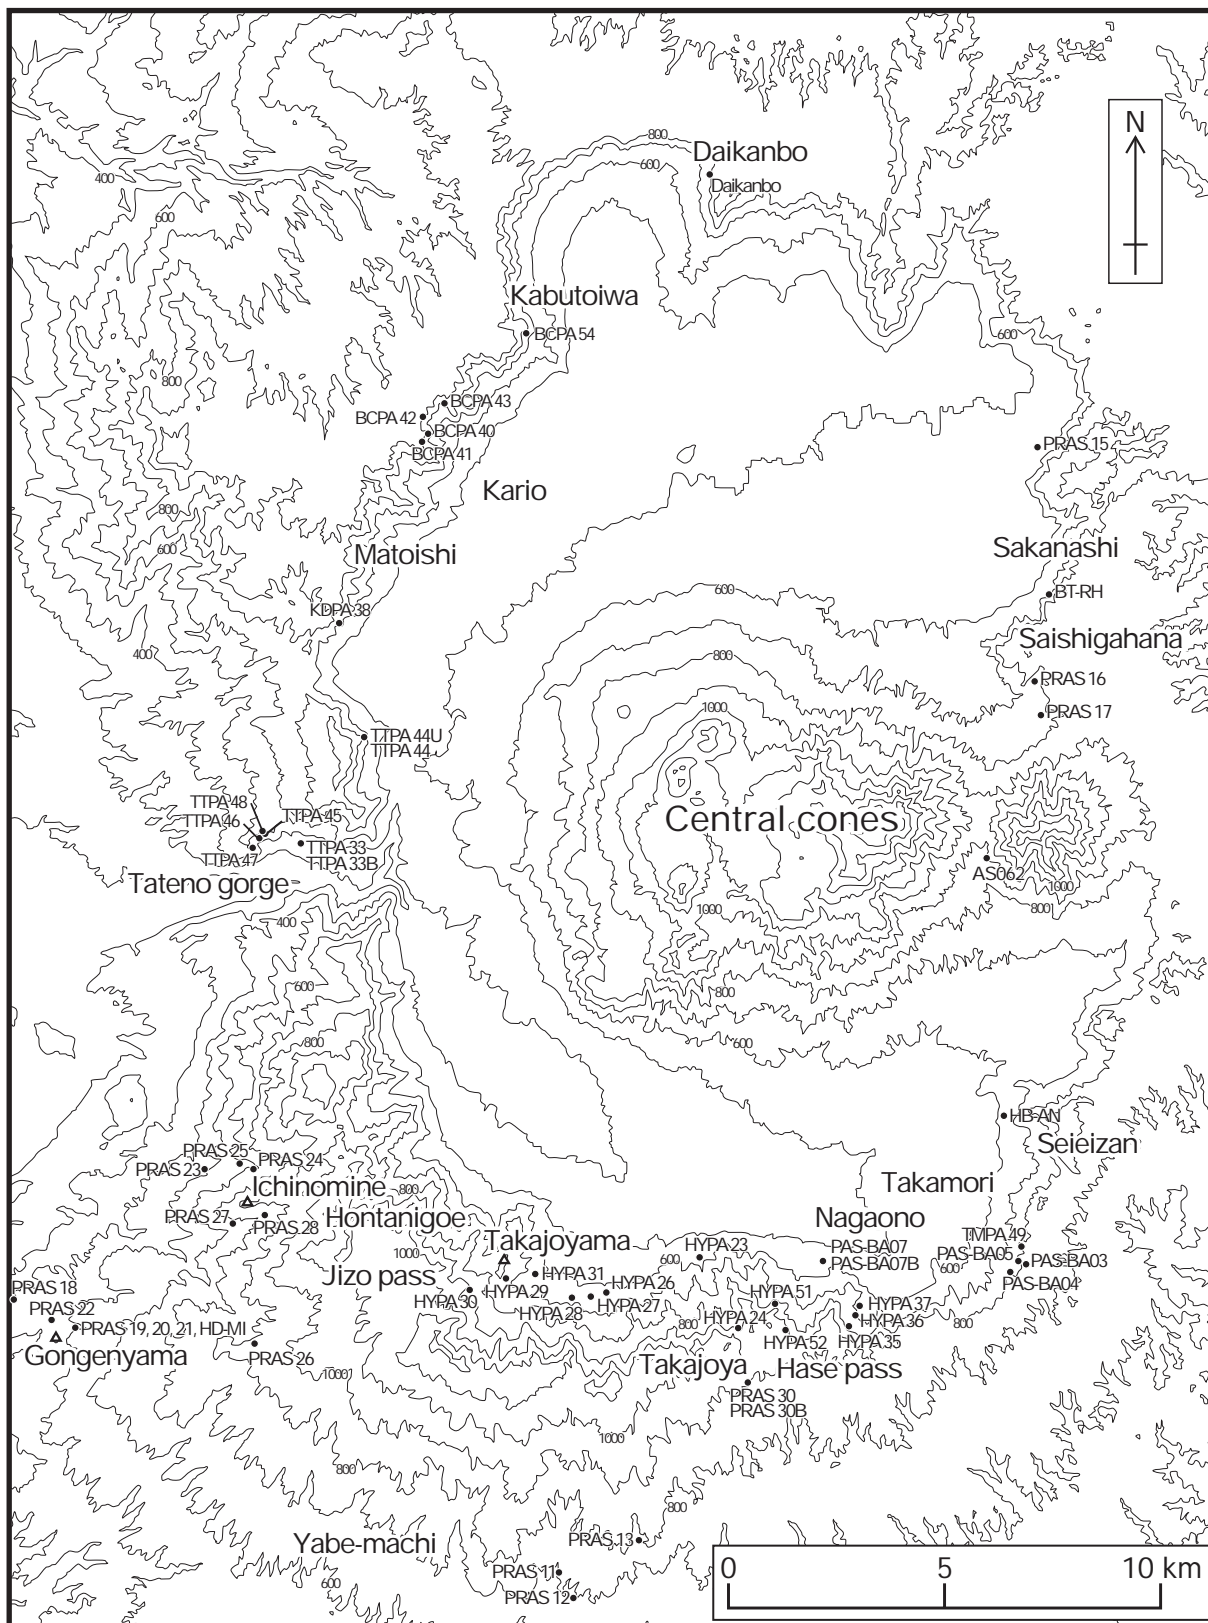 800
Daikanbo
600
Daikanbo
N
400
600
Kabutoiwa
BCPA 54
600
800
BCPA 43
BCPA 42
BCPA 40
BCPA 41
PRAS 15
Kario
800
600
Matoishi
Sakanashi
KDPA 38
600
BT-RH
Saishigahana
400
800
PRAS 16
1000
PRAS 17
TTPA 44U
TTPA 44
TTPA 48
TTPA 46
TTPA 45
Central cones
TTPA 33
TTPA 47
TTPA 33B
AS062
Tateno gorge
1000
1000
800
400
600
800
800
600
HB-AN
Seieizan
PRAS 25
PRAS 24
PRAS 23
Takamori
Ichinomine
800
PRAS 27
PRAS 28
Hontanigoe
Nagaono
TMPA 49
Takajoyama
HYPA 23
PAS-BA07
PAS-BA07B
PAS-BA05
PAS-BA03
1000
600
600
PAS-BA04
Jizo pass
HYPA 31
HYPA 26
PRAS 18
HYPA 30
HYPA 29
HYPA 28
HYPA 27
HYPA 51
HYPA 37
PRAS 22
HYPA 36
PRAS 19, 20, 21, HD-MI
800
800
HYPA 24
HYPA 52
HYPA 35
Gongenyama
PRAS 26
1000
Takajoya
Hase pass
PRAS 30
PRAS 30B
1000
800
800
Yabe-machi
PRAS 13
PRAS 11
600
PRAS 12
0 5 10 km